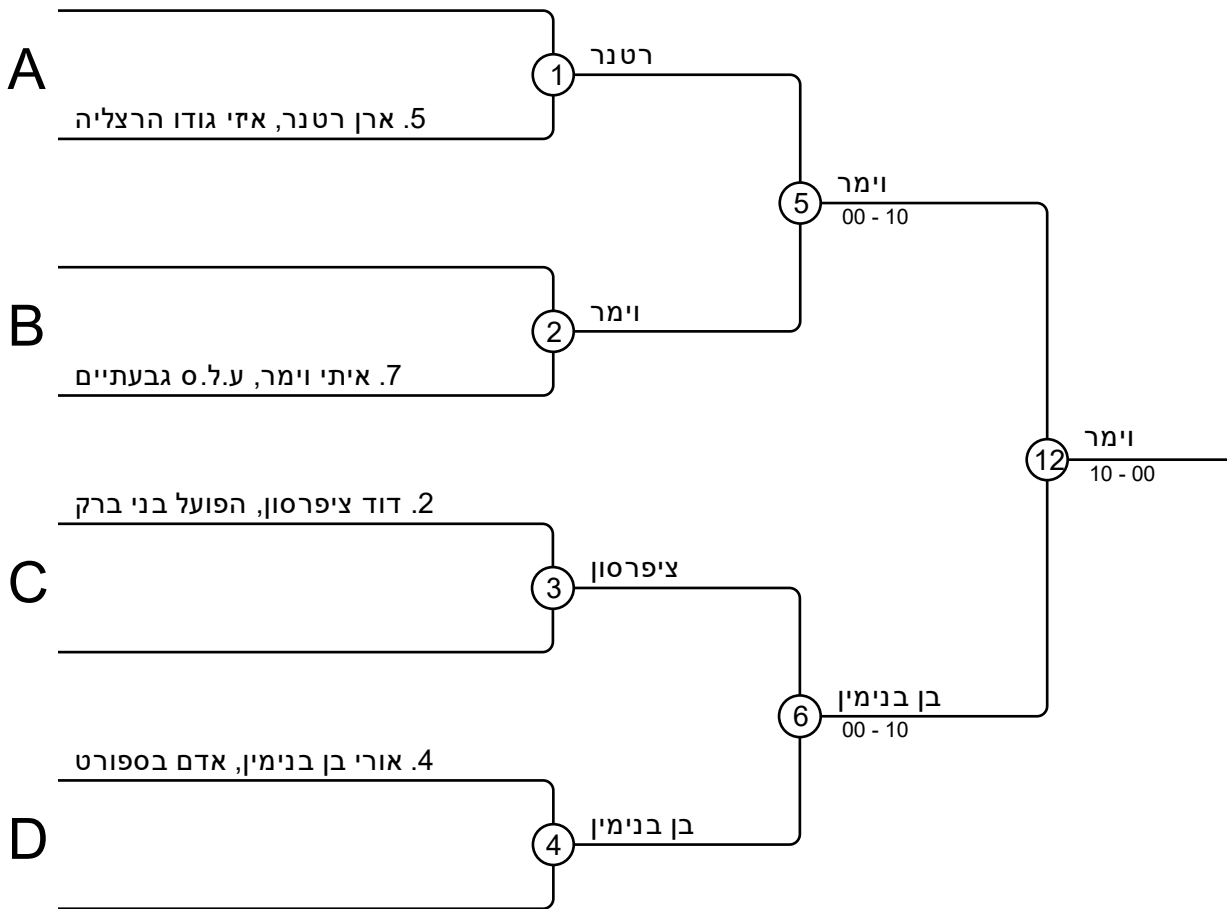 A
1
רטנר
5. ארן רטנר, איזי גודו הרצליה
5
וימר
00 - 10
B
2
וימר
7. איתי וימר, ע.ל.ס גבעתיים
12
וימר
10 - 00
2. דוד ציפרסון, הפועל בני ברק
C
3
ציפרסון
6
בן בנימין
00 - 10
4. אורי בן בנימין, אדם בספורט
D
4
בן בנימין